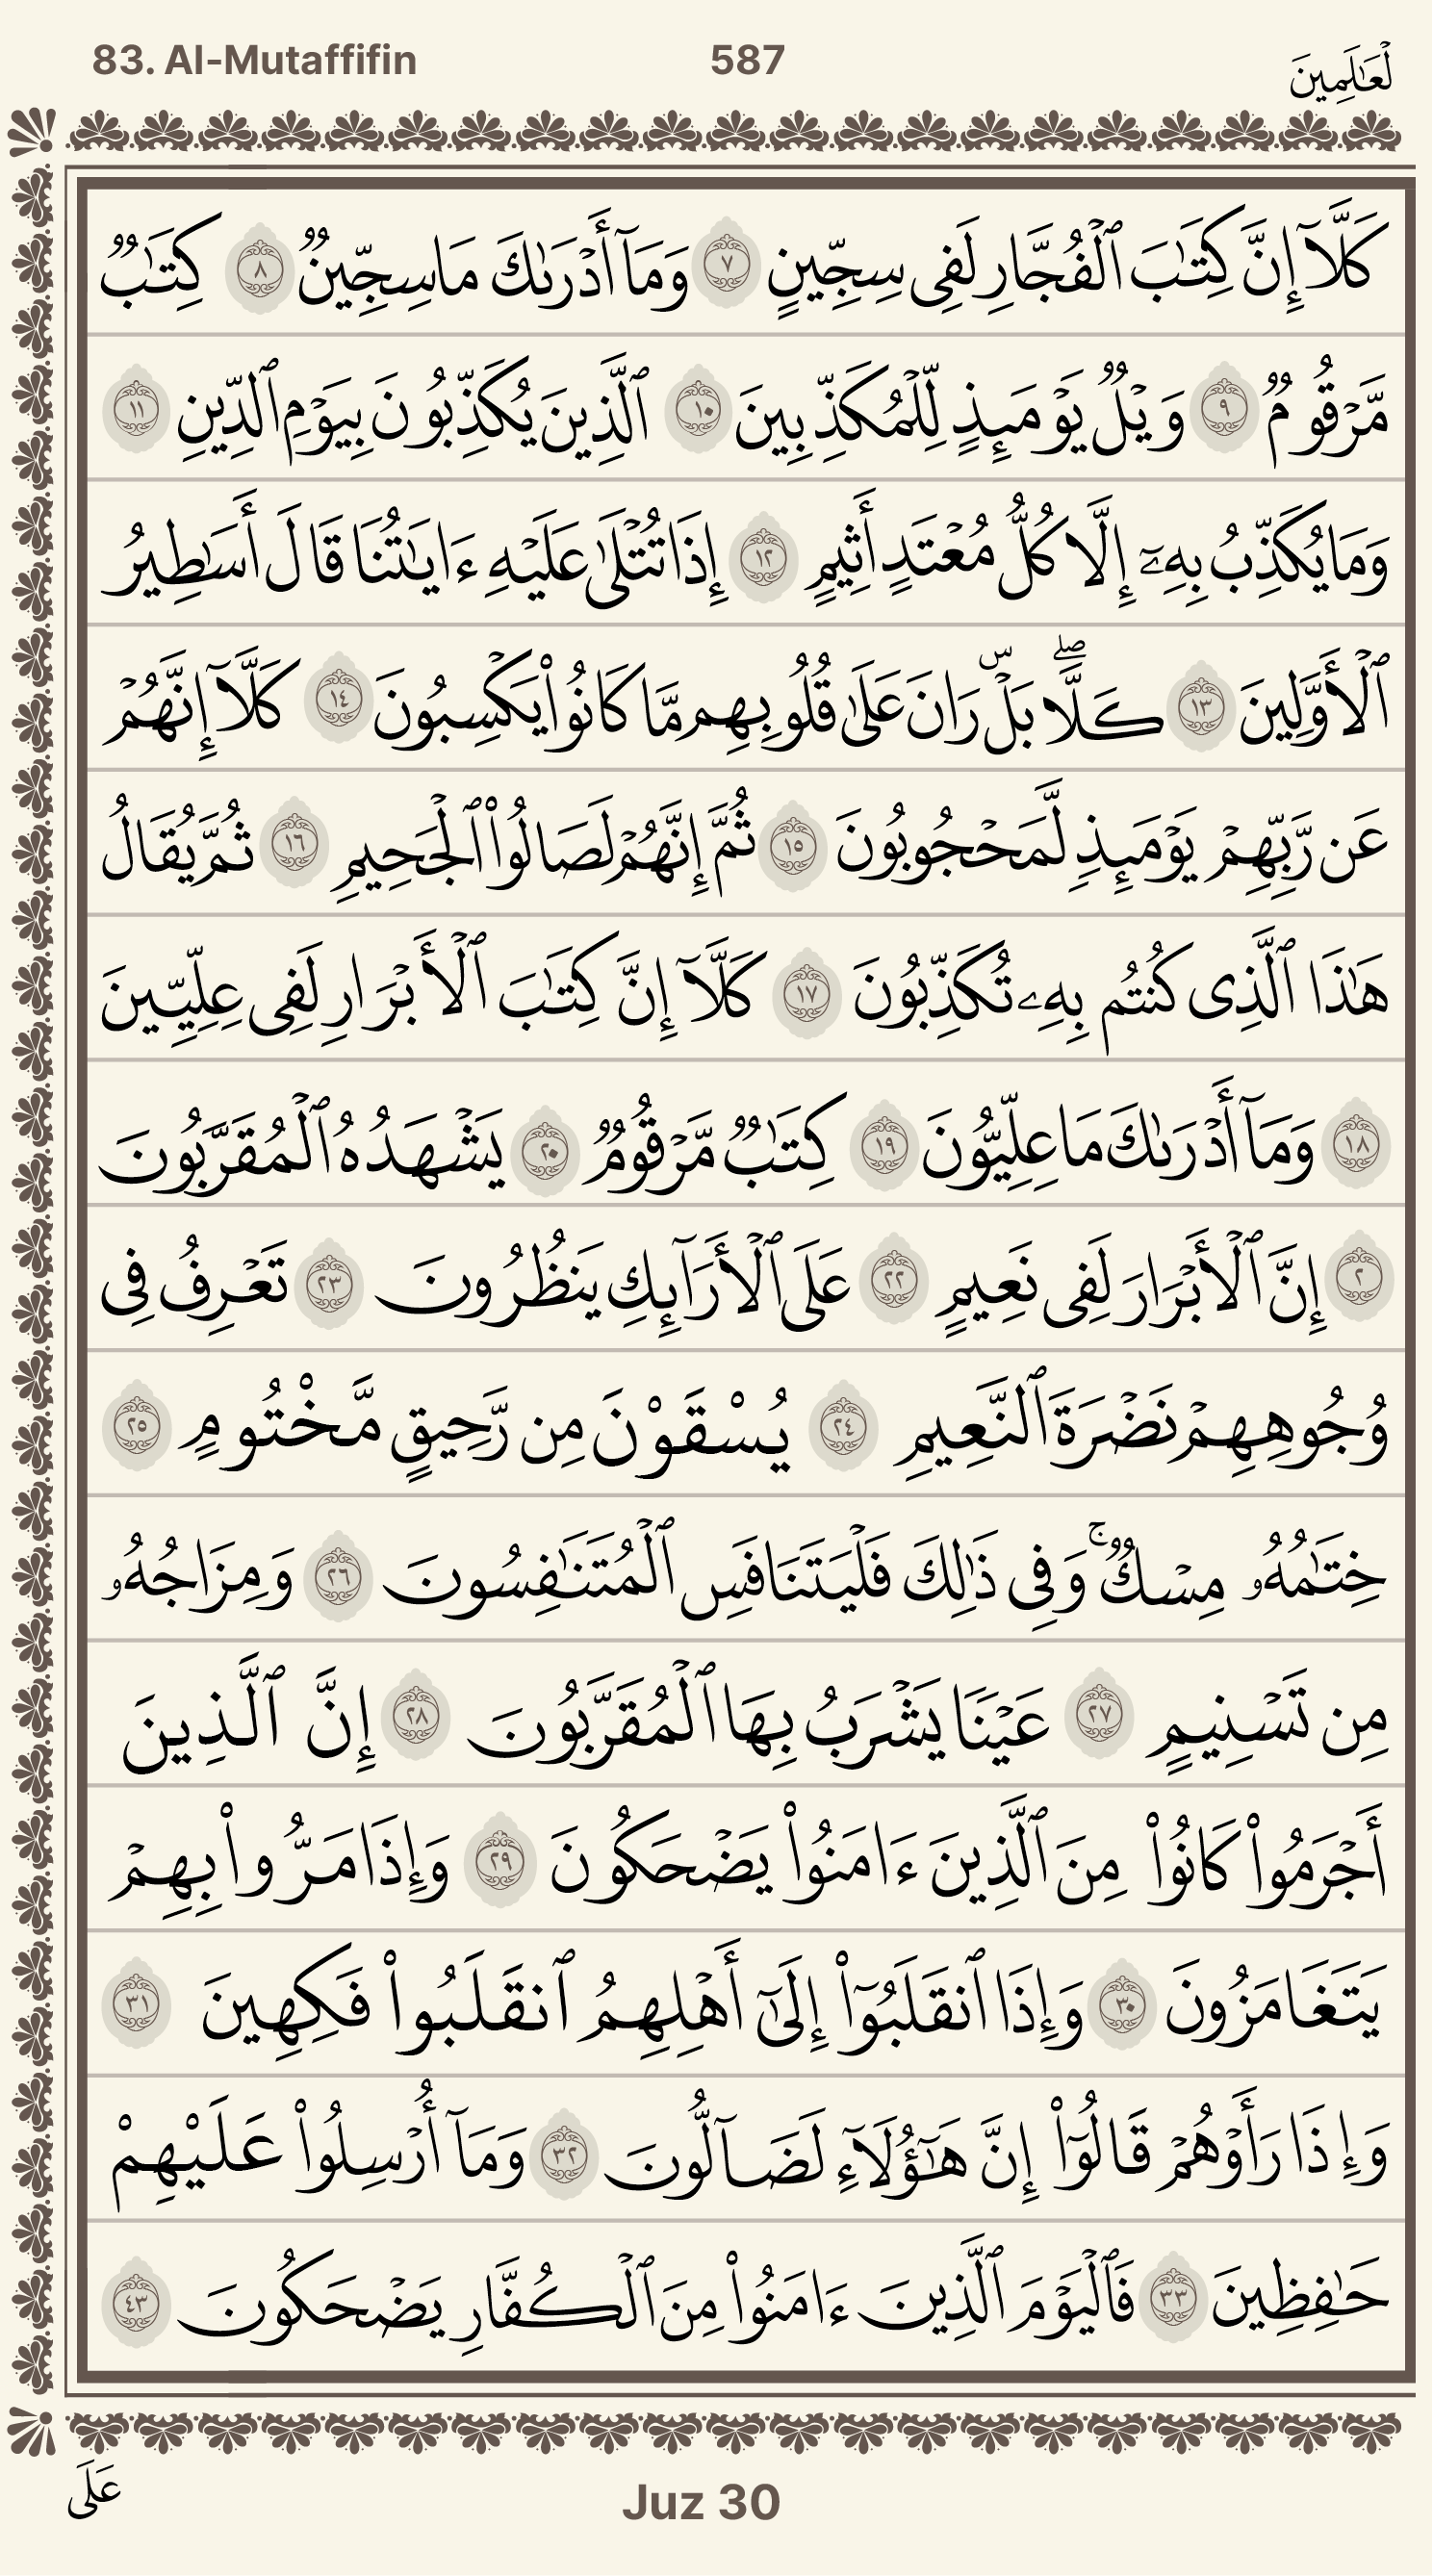 83. Al-Mutaffifin 587 لْعَٰلَمِينَ
كَلَّآ إِنَّ كِتَٰبَ ٱلْفُجَّارِ لَفِى سِجِّينٍ ٧ وَمَآ أَدْرَىٰكَ مَا سِجِّينٌ ٨ كِتَٰبٌ
مَّرْقُومٌ ٩ وَيْلٌ يَوْمَئِذٍ لِّلْمُكَذِّبِينَ ١٠ ٱلَّذِينَ يُكَذِّبُونَ بِيَوْمِ ٱلدِّينِ ١١
وَمَا يُكَذِّبُ بِهِۦٓ إِلَّا كُلُّ مُعْتَدٍ أَثِيمٍ ١٢ إِذَا تُتْلَىٰ عَلَيْهِ ءَايَٰتُنَا قَالَ أَسَٰطِيرُ
ٱلْأَوَّلِينَ ١٣ كَلَّا ۖ بَلْ ۜ رَانَ عَلَىٰ قُلُوبِهِم مَّا كَانُوا۟ يَكْسِبُونَ ١٤ كَلَّآ إِنَّهُمْ
عَن رَّبِّهِمْ يَوْمَئِذٍ لَّمَحْجُوبُونَ ١٥ ثُمَّ إِنَّهُمْ لَصَالُوا۟ ٱلْجَحِيمِ ١٦ ثُمَّ يُقَالُ
هَٰذَا ٱلَّذِى كُنتُم بِهِۦ تُكَذِّبُونَ ١٧ كَلَّآ إِنَّ كِتَٰبَ ٱلْأَبْرَارِ لَفِى عِلِّيِّينَ
١٨ وَمَآ أَدْرَىٰكَ مَا عِلِّيُّونَ ١٩ كِتَٰبٌ مَّرْقُومٌ ٢٠ يَشْهَدُهُ ٱلْمُقَرَّبُونَ
٢ إِنَّ ٱلْأَبْرَارَ لَفِى نَعِيمٍ ٢٢ عَلَى ٱلْأَرَآئِكِ يَنظُرُونَ ٢٣ تَعْرِفُ فِى
وُجُوهِهِمْ نَضْرَةَ ٱلنَّعِيمِ ٢٤ يُسْقَوْنَ مِن رَّحِيقٍ مَّخْتُومٍ ٢٥
خِتَٰمُهُۥ مِسْكٌ ۚ وَفِى ذَٰلِكَ فَلْيَتَنَافَسِ ٱلْمُتَنَٰفِسُونَ ٢٦ وَمِزَاجُهُۥ
مِن تَسْنِيمٍ ٢٧ عَيْنًا يَشْرَبُ بِهَا ٱلْمُقَرَّبُونَ ٢٨ إِنَّ ٱلَّذِينَ
أَجْرَمُوا۟ كَانُوا۟ مِنَ ٱلَّذِينَ ءَامَنُوا۟ يَضْحَكُونَ ٢٩ وَإِذَا مَرُّوا۟ بِهِمْ
يَتَغَامَزُونَ ٣٠ وَإِذَا ٱنقَلَبُوٓا۟ إِلَىٰٓ أَهْلِهِمُ ٱنقَلَبُوا۟ فَكِهِينَ ٣١
وَإِذَا رَأَوْهُمْ قَالُوٓا۟ إِنَّ هَٰٓؤُلَآءِ لَضَآلُّونَ ٣٢ وَمَآ أُرْسِلُوا۟ عَلَيْهِمْ
حَٰفِظِينَ ٣٣ فَٱلْيَوْمَ ٱلَّذِينَ ءَامَنُوا۟ مِنَ ٱلْكُفَّارِ يَضْحَكُونَ ٤٣
عَلَى
Juz 30